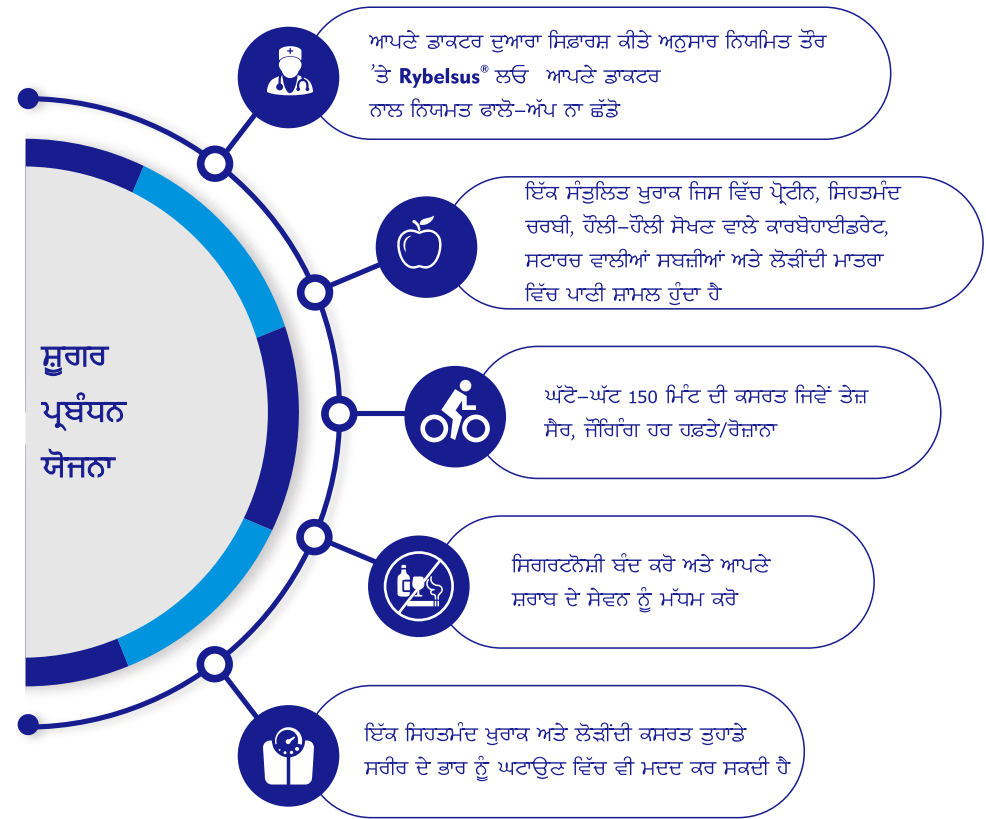 ਸ਼ੂਗਰ
ਪ੍ਰਬੰਧਨ
ਯੋਜਨਾ
ਆਪਣੇ ਡਾਕਟਰ ਦੁਆਰਾ ਸਿਫ਼ਾਰਸ਼ ਕੀਤੇ ਅਨੁਸਾਰ ਨਿਯਮਿਤ ਤੌਰ
'ਤੇ Rybelsus® ਲਓ ਆਪਣੇ ਡਾਕਟਰ
ਨਾਲ ਨਿਯਮਤ ਫਾਲੋ-ਅੱਪ ਨਾ ਛੱਡੋ
ਇੱਕ ਸੰਤੁਲਿਤ ਖੁਰਾਕ ਜਿਸ ਵਿੱਚ ਪ੍ਰੋਟੀਨ, ਸਿਹਤਮੰਦ
ਚਰਬੀ, ਹੌਲੀ-ਹੌਲੀ ਸੋਖਣ ਵਾਲੇ ਕਾਰਬੋਹਾਈਡਰੇਟ,
ਸਟਾਰਚ ਵਾਲੀਆਂ ਸਬਜ਼ੀਆਂ ਅਤੇ ਲੋੜੀਂਦੀ ਮਾਤਰਾ
ਵਿੱਚ ਪਾਣੀ ਸ਼ਾਮਲ ਹੁੰਦਾ ਹੈ
ਘੱਟੋ-ਘੱਟ 150 ਮਿੰਟ ਦੀ ਕਸਰਤ ਜਿਵੇਂ ਤੇਜ਼
ਸੈਰ, ਜੌਗਿੰਗ ਹਰ ਹਫ਼ਤੇ/ਰੋਜ਼ਾਨਾ
ਸਿਗਰਟਨੋਸ਼ੀ ਬੰਦ ਕਰੋ ਅਤੇ ਆਪਣੇ
ਸ਼ਰਾਬ ਦੇ ਸੇਵਨ ਨੂੰ ਮੱਧਮ ਕਰੋ
ਇੱਕ ਸਿਹਤਮੰਦ ਖੁਰਾਕ ਅਤੇ ਲੋੜੀਂਦੀ ਕਸਰਤ ਤੁਹਾਡੇ
ਸਰੀਰ ਦੇ ਭਾਰ ਨੂੰ ਘਟਾਉਣ ਵਿੱਚ ਵੀ ਮਦਦ ਕਰ ਸਕਦੀ ਹੈ